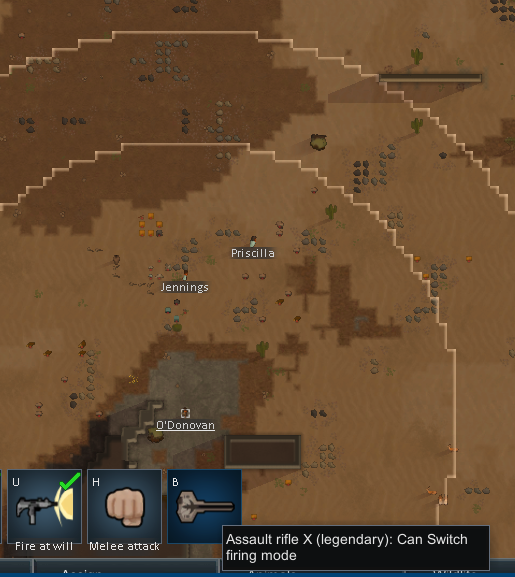 Priscilla
Jennings
O'Donovan
U
H
B
Fire at will
Melee attack
Assault rifle X (legendary): Can Switch
firing mode